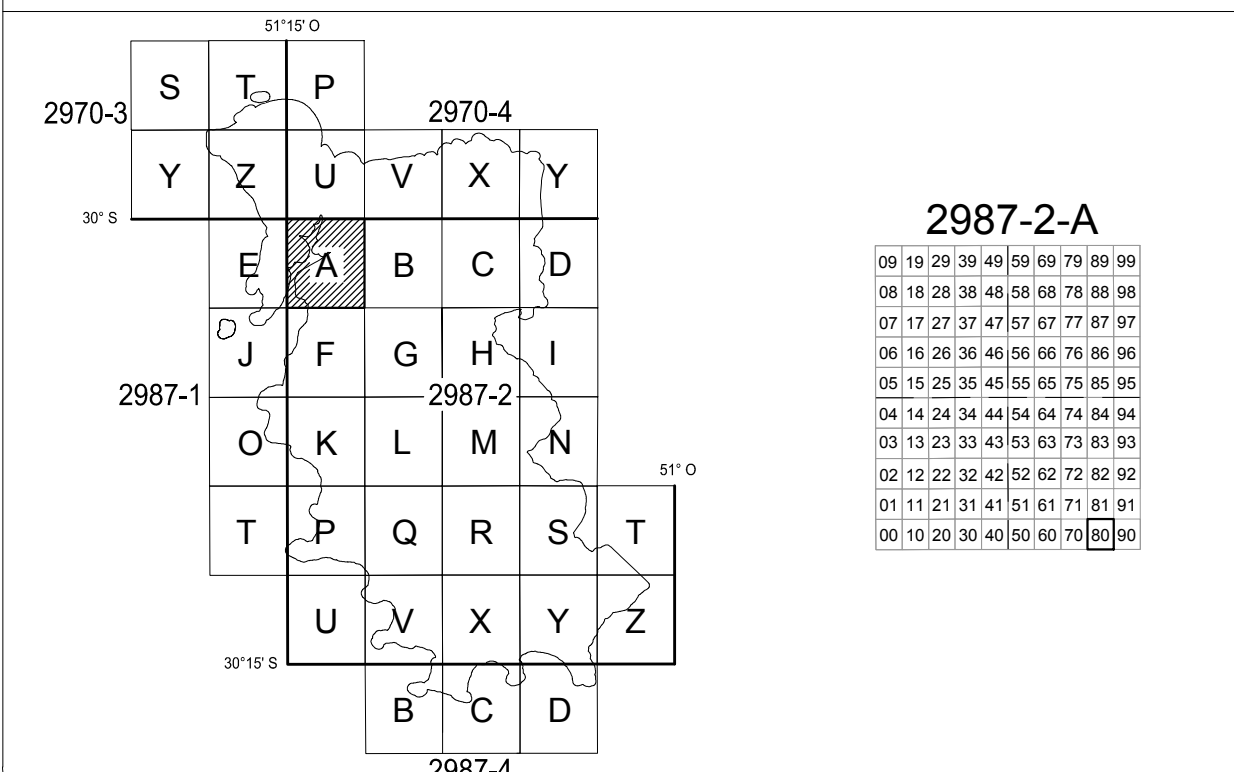 51°15' O
S T P
2970-3
2970-4
Y Z U V X Y
30° S
E A B C D
J F G H I
2987-1
2987-2
O K L M N
51° O
T P Q R S T
U V X Y Z
30°15' S
B C D
2987-4
2987-2-A
09 19 29 39 49 59 69 79 89 99
08 18 28 38 48 58 68 78 88 98
07 17 27 37 47 57 67 77 87 97
06 16 26 36 46 56 66 76 86 96
05 15 25 35 45 55 65 75 85 95
04 14 24 34 44 54 64 74 84 94
03 13 23 33 43 53 63 73 83 93
02 12 22 32 42 52 62 72 82 92
01 11 21 31 41 51 61 71 81 91
00 10 20 30 40 50 60 70 80 90